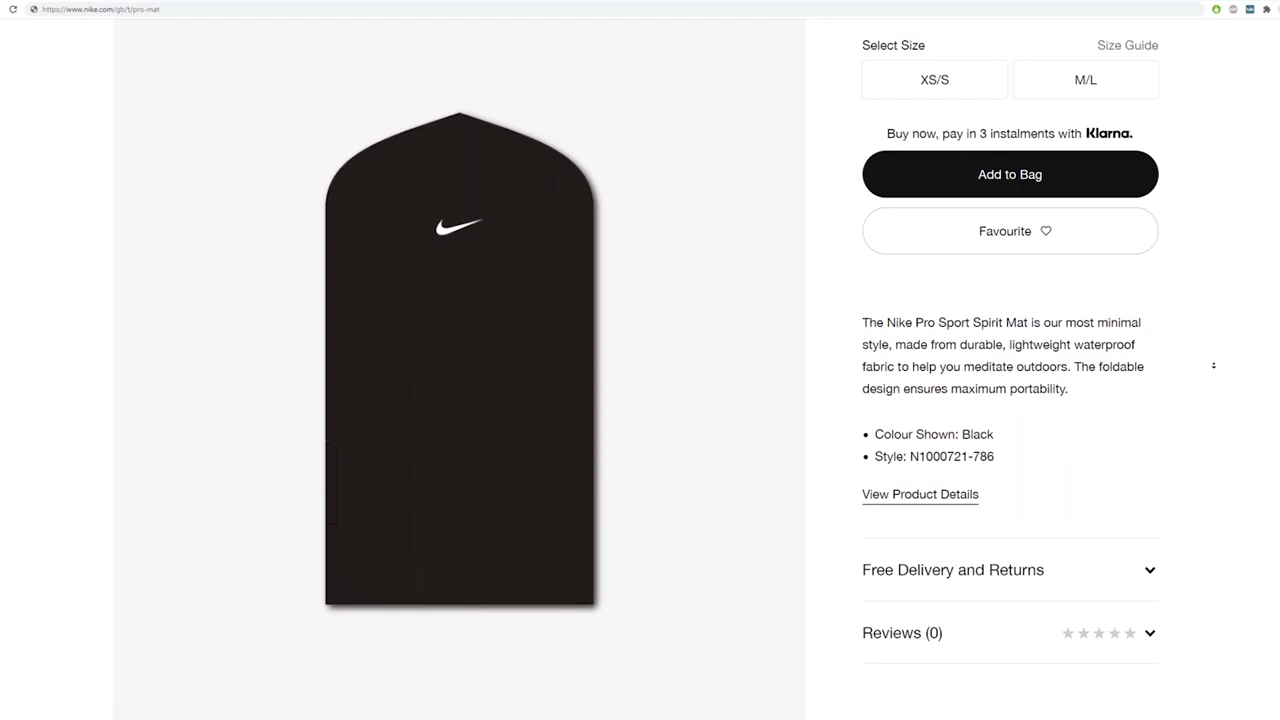 https://www.nike.com/gb/t/pro-mat
Select Size
Size Guide
XS/S
M/L
Buy now, pay in 3 instalments with Klarna.
Add to Bag
Favourite
The Nike Pro Sport Spirit Mat is our most minimal
style, made from durable, lightweight waterproof
fabric to help you meditate outdoors. The foldable
design ensures maximum portability.
• Colour Shown: Black
• Style: N1000721-786
View Product Details
Free Delivery and Returns
Reviews (0)